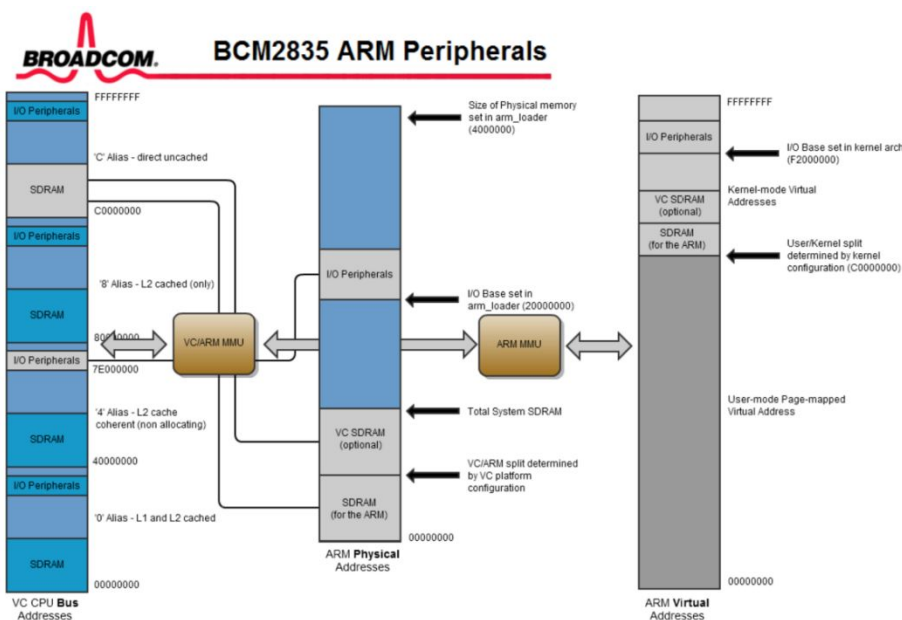 BROADCOM.
BCM2835 ARM Peripherals
FFFFFFFF
I/O Peripherals
'C' Alias - direct uncached
SDRAM
C0000000
I/O Peripherals
'8' Alias - L2 cached (only)
SDRAM
I/O Peripherals
7E000000
'4' Alias - L2 cache
coherent (non allocating)
SDRAM
40000000
I/O Peripherals
'0' Alias - L1 and L2 cached
SDRAM
00000000
VC CPU Bus
Addresses
VC/ARM MMU
Size of Physical memory
set in arm_loader
(4000000)
I/O Peripherals
I/O Base set in
arm_loader (20000000)
Total System SDRAM
VC SDRAM
(optional)
VC/ARM split determined
by VC platform
configuration
SDRAM
(for the ARM)
00000000
ARM Physical
Addresses
ARM MMU
FFFFFFFF
I/O Peripherals
I/O Base set in kernel arch
(F2000000)
Kernel-mode Virtual
Addresses
VC SDRAM
(optional)
SDRAM
(for the ARM)
User/Kernel split
determined by kernel
configuration (C0000000)
User-mode Page-mapped
Virtual Address
00000000
ARM Virtual
Addresses